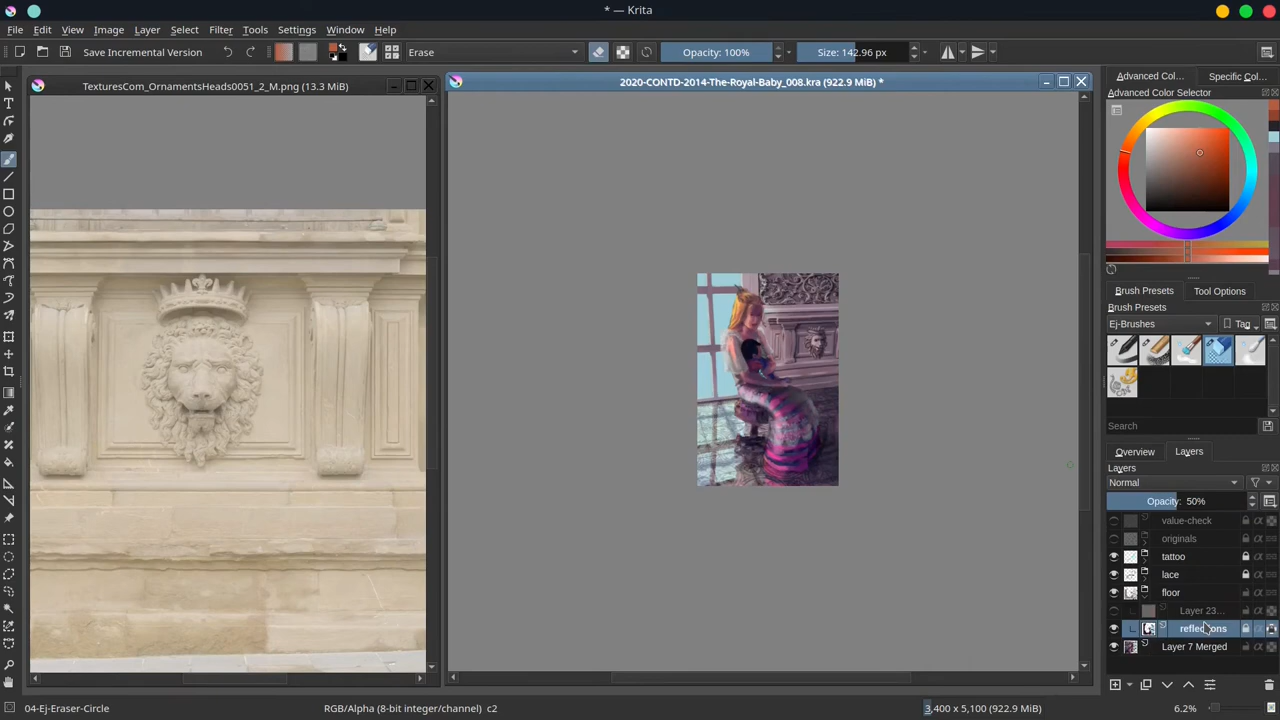 * — Krita
File Edit View Image Layer Select Filter Tools Settings Window Help
Save Incremental Version Erase Opacity: 100% Size: 142.96 px
TexturesCom_OrnamentsHeads0051_2_M.png (13.3 MiB)
2020-CONTD-2014-The-Royal-Baby_008.kra (922.9 MiB) *
Advanced Col... Specific Co...
Advanced Color Selector
Brush Presets Tool Options
Brush Presets
Ej-Brushes Tag
Search
Overview Layers
Layers
Normal
Opacity: 50%
value-check
originals
tattoo
lace
floor
Layer 23...
reflections
Layer 7 Merged
04-Ej-Eraser-Circle RGB/Alpha (8-bit integer/channel) c2 3,400 x 5,100 (922.9 MiB) 6.2%